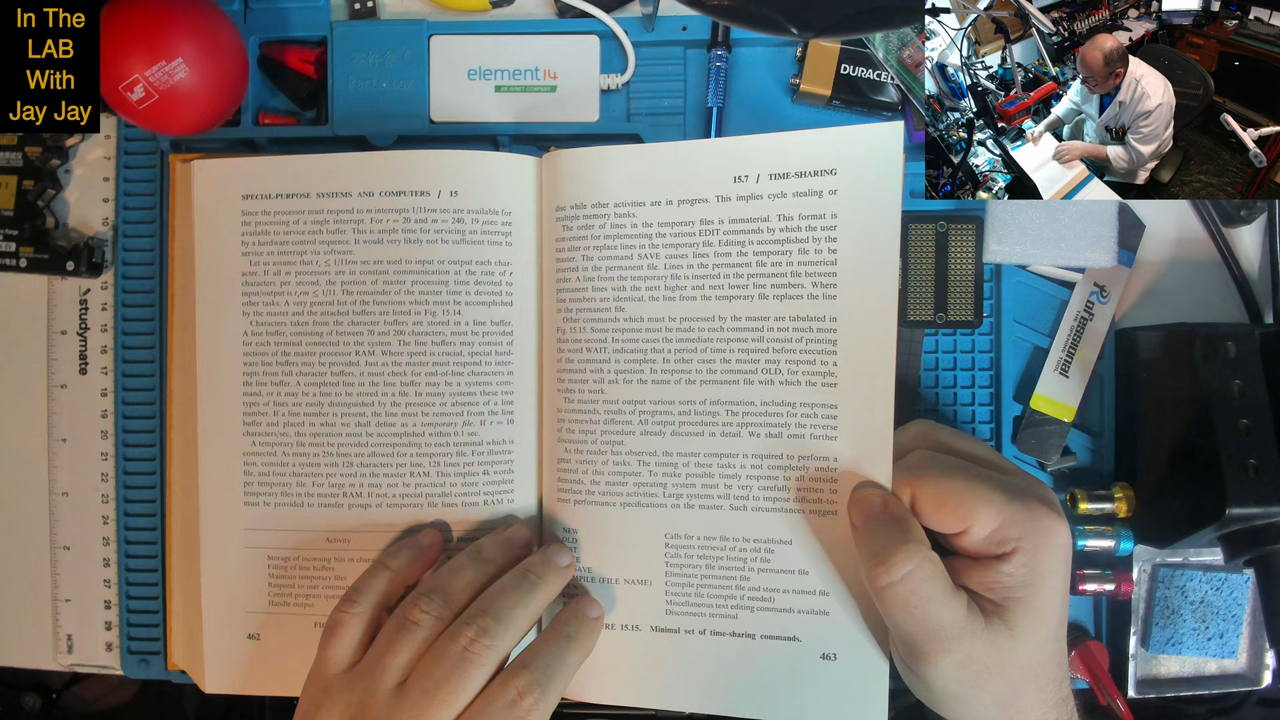 In The
LAB
With
Jay Jay
WÜRTH
ELEKTRONIK
MORE THAN
YOU
EXPECT
WE
element14
AN AVNET COMPANY
DURACELL
studymate
Professional
THE OPENING TOOL
SPECIAL-PURPOSE SYSTEMS AND COMPUTERS / 15
Since the processor must respond to m interrupts 1/11rm sec are available for
the processing of a single interrupt. For r = 20 and m = 240, 19 μsec are
available to service each buffer. This is ample time for servicing an interrupt
by a hardware control sequence. It would very likely not be sufficient time to
service an interrupt via software.
Let us assume that tₛ ≤ 1/11rm sec are used to input or output each char-
acter. If all m processors are in constant communication at the rate of r
characters per second, the portion of master processing time devoted to
input/output is tₛrm ≤ 1/11. The remainder of the master time is devoted to
other tasks. A very general list of the functions which must be accomplished
by the master and the attached buffers are listed in Fig. 15.14.
Characters taken from the character buffers are stored in a line buffer.
A line buffer, consisting of between 70 and 200 characters, must be provided
for each terminal connected to the system. The line buffers may consist of
sections of the master processor RAM. Where speed is crucial, special hard-
ware line buffers may be provided. Just as the master must respond to inter-
rupts from full character buffers, it must check for end-of-line characters in
the line buffer. A completed line in the line buffer may be a systems com-
mand, or it may be a line to be stored in a file. In many systems these two
types of lines are easily distinguished by the presence or absence of a line
number. If a line number is present, the line must be removed from the line
buffer and placed in what we shall define as a temporary file. If r = 10
characters/sec, this operation must be accomplished within 0.1 sec.
A temporary file must be provided corresponding to each terminal which is
connected. As many as 256 lines are allowed for a temporary file. For illustra-
tion, consider a system with 128 characters per line, 128 lines per temporary
file, and four characters per word in the master RAM. This implies 4k words
per temporary file. For large m it may not be practical to store complete
temporary files in the master RAM. If not, a special parallel control sequence
must be provided to transfer groups of temporary file lines from RAM to
Activity
Storage of incoming bits in chara
Filling of line buffers
Maintain temporary files
Respond to user comma
Control program queue
Handle output
462
15.7 / TIME-SHARING
disc while other activities are in progress. This implies cycle stealing or
multiple memory banks.
The order of lines in the temporary files is immaterial. This format is
convenient for implementing the various EDIT commands by which the user
can alter or replace lines in the temporary file. Editing is accomplished by the
master. The command SAVE causes lines from the temporary file to be
inserted in the permanent file. Lines in the permanent file are in numerical
order. A line from the temporary file is inserted in the permanent file between
permanent lines with the next higher and next lower line numbers. Where
line numbers are identical, the line from the temporary file replaces the line
in the permanent file.
Other commands which must be processed by the master are tabulated in
Fig. 15.15. Some response must be made to each command in not much more
than one second. In some cases the immediate response will consist of printing
the word WAIT, indicating that a period of time is required before execution
of the command is complete. In other cases the master may respond to a
command with a question. In response to the command OLD, for example,
the master will ask for the name of the permanent file with which the user
wishes to work.
The master must output various sorts of information, including responses
to commands, results of programs, and listings. The procedures for each case
are somewhat different. All output procedures are approximately the reverse
of the input procedure already discussed in detail. We shall omit further
discussion of output.
As the reader has observed, the master computer is required to perform a
great variety of tasks. The timing of these tasks is not completely under
control of this computer. To make possible timely response to all outside
demands, the master operating system must be very carefully written to
interlace the various activities. Large systems will tend to impose difficult-to-
meet performance specifications on the master. Such circumstances suggest
NEW Calls for a new file to be established
OLD Requests retrieval of an old file
ST Calls for teletype listing of file
VE Temporary file inserted in permanent file
SAVE Eliminate permanent file
MPILE (FILE NAME) Compile permanent file and store as named file
Execute file (compile if needed)
Miscellaneous text editing commands available
Disconnects terminal
RE 15.15. Minimal set of time-sharing commands.
463